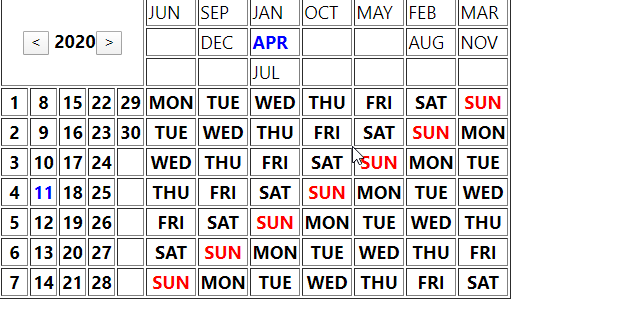 JUN SEP JAN OCT MAY FEB MAR
< 2020 > DEC APR AUG NOV
JUL
1 8 15 22 29 MON TUE WED THU FRI SAT SUN
2 9 16 23 30 TUE WED THU FRI SAT SUN MON
3 10 17 24 WED THU FRI SAT SUN MON TUE
4 11 18 25 THU FRI SAT SUN MON TUE WED
5 12 19 26 FRI SAT SUN MON TUE WED THU
6 13 20 27 SAT SUN MON TUE WED THU FRI
7 14 21 28 SUN MON TUE WED THU FRI SAT